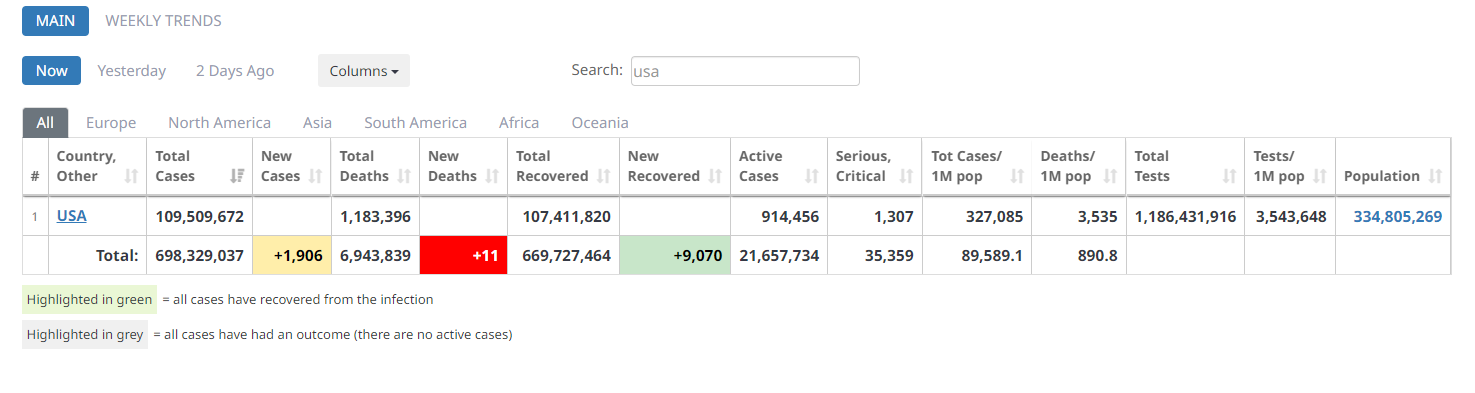 MAIN WEEKLY TRENDS
Now Yesterday 2 Days Ago Columns Search: usa
All Europe North America Asia South America Africa Oceania
# Country, Other Total Cases New Cases Total Deaths New Deaths Total Recovered New Recovered Active Cases Serious, Critical Tot Cases/ 1M pop Deaths/ 1M pop Total Tests Tests/ 1M pop Population
1 USA 109,509,672 1,183,396 107,411,820 914,456 1,307 327,085 3,535 1,186,431,916 3,543,648 334,805,269
Total: 698,329,037 +1,906 6,943,839 +11 669,727,464 +9,070 21,657,734 35,359 89,589.1 890.8
Highlighted in green = all cases have recovered from the infection
Highlighted in grey = all cases have had an outcome (there are no active cases)